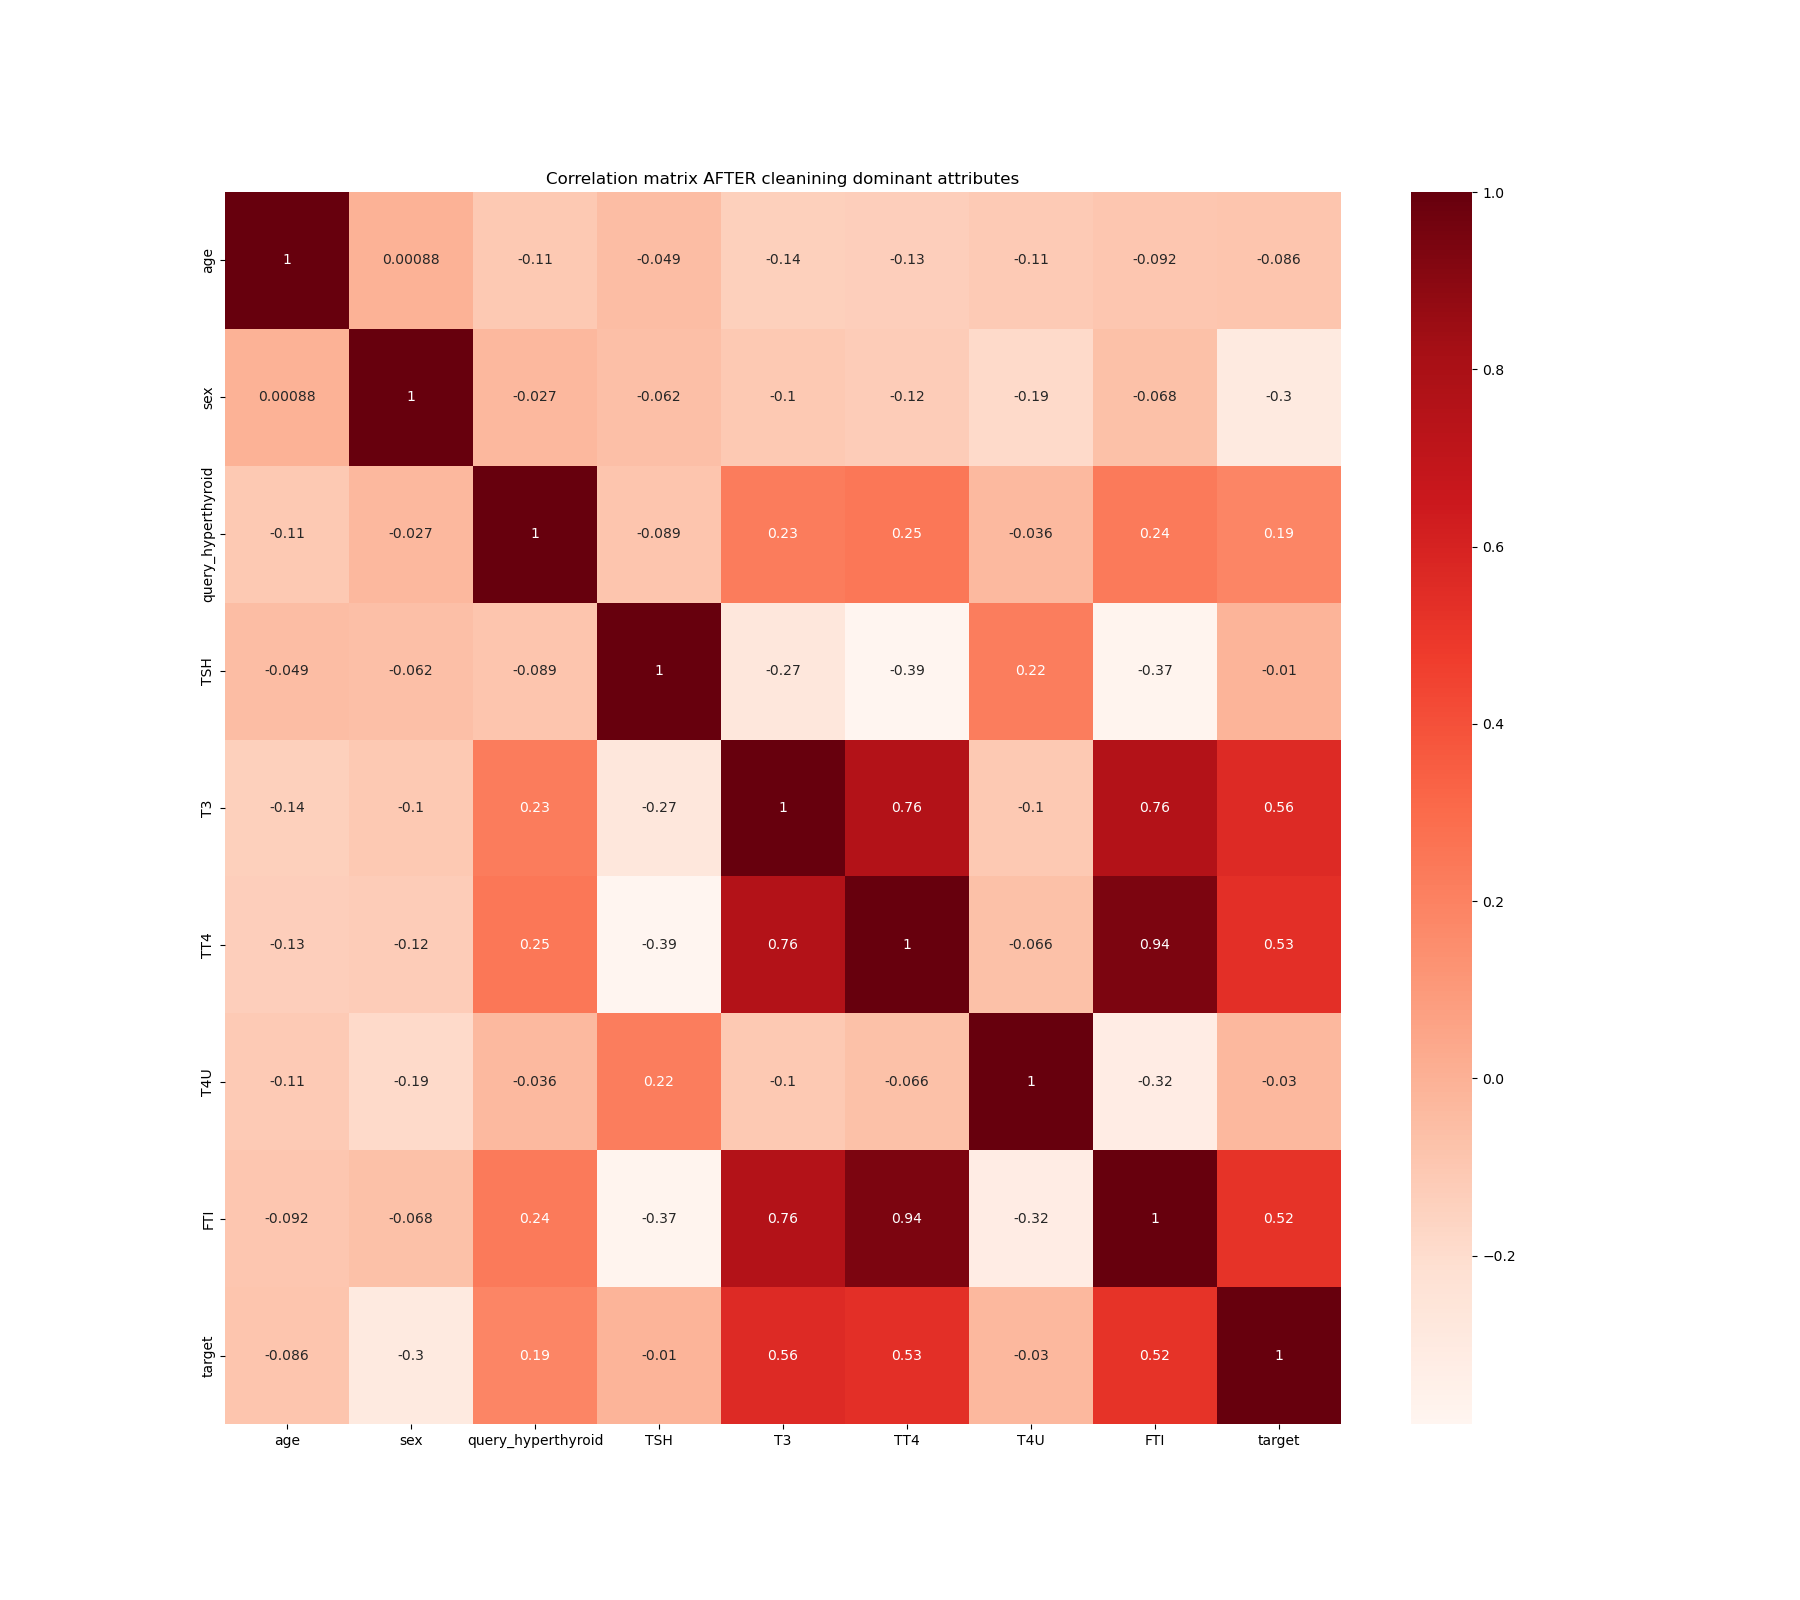 Correlation matrix AFTER cleanining dominant attributes
age 1 0.00088 -0.11 -0.049 -0.14 -0.13 -0.11 -0.092 -0.086
sex 0.00088 1 -0.027 -0.062 -0.1 -0.12 -0.19 -0.068 -0.3
query_hyperthyroid -0.11 -0.027 1 -0.089 0.23 0.25 -0.036 0.24 0.19
TSH -0.049 -0.062 -0.089 1 -0.27 -0.39 0.22 -0.37 -0.01
T3 -0.14 -0.1 0.23 -0.27 1 0.76 -0.1 0.76 0.56
TT4 -0.13 -0.12 0.25 -0.39 0.76 1 -0.066 0.94 0.53
T4U -0.11 -0.19 -0.036 0.22 -0.1 -0.066 1 -0.32 -0.03
FTI -0.092 -0.068 0.24 -0.37 0.76 0.94 -0.32 1 0.52
target -0.086 -0.3 0.19 -0.01 0.56 0.53 -0.03 0.52 1
age sex query_hyperthyroid TSH T3 TT4 T4U FTI target
1.0
0.8
0.6
0.4
0.2
0.0
−0.2